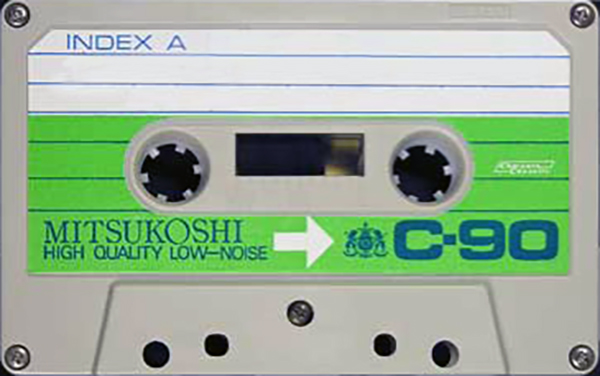 INDEX A
MITSUKOSHI
HIGH QUALITY LOW-NOISE
C-90